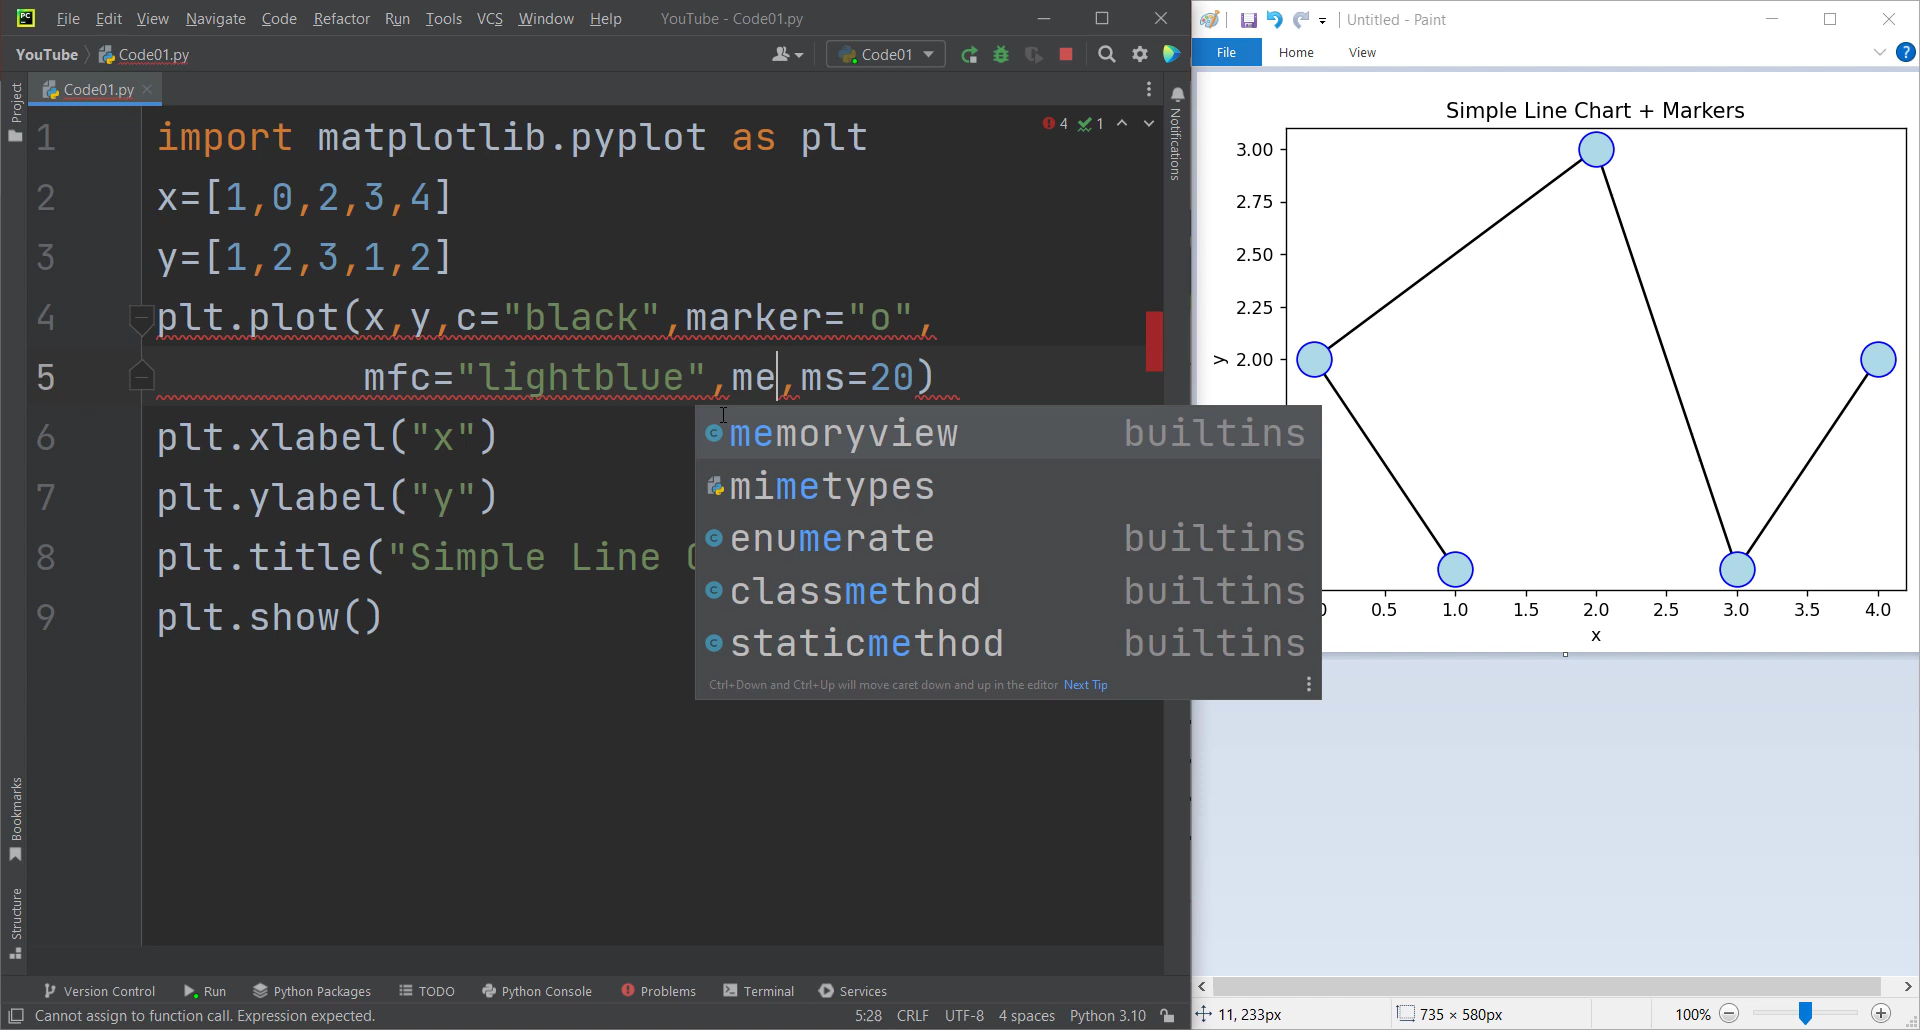 File Edit View Navigate Code Refactor Run Tools VCS Window Help YouTube - Code01.py
YouTube Code01.py Code01
Project
Code01.py
Notifications
4 1
1 import matplotlib.pyplot as plt
2 x=[1,0,2,3,4]
3 y=[1,2,3,1,2]
4 plt.plot(x,y,c="black",marker="o",
5 mfc="lightblue",me,ms=20)
6 plt.xlabel("x")
7 plt.ylabel("y")
8 plt.title("Simple Line
9 plt.show()
memoryview builtins
mimetypes
enumerate builtins
classmethod builtins
staticmethod builtins
Ctrl+Down and Ctrl+Up will move caret down and up in the editor Next Tip
Bookmarks
Structure
Version Control Run Python Packages TODO Python Console Problems Terminal Services
Cannot assign to function call. Expression expected. 5:28 CRLF UTF-8 4 spaces Python 3.10
Untitled - Paint
File Home View
Simple Line Chart + Markers
3.00
2.75
2.50
2.25
2.00
y
0.5 1.0 1.5 2.0 2.5 3.0 3.5 4.0
x
11, 233px 735 × 580px 100%